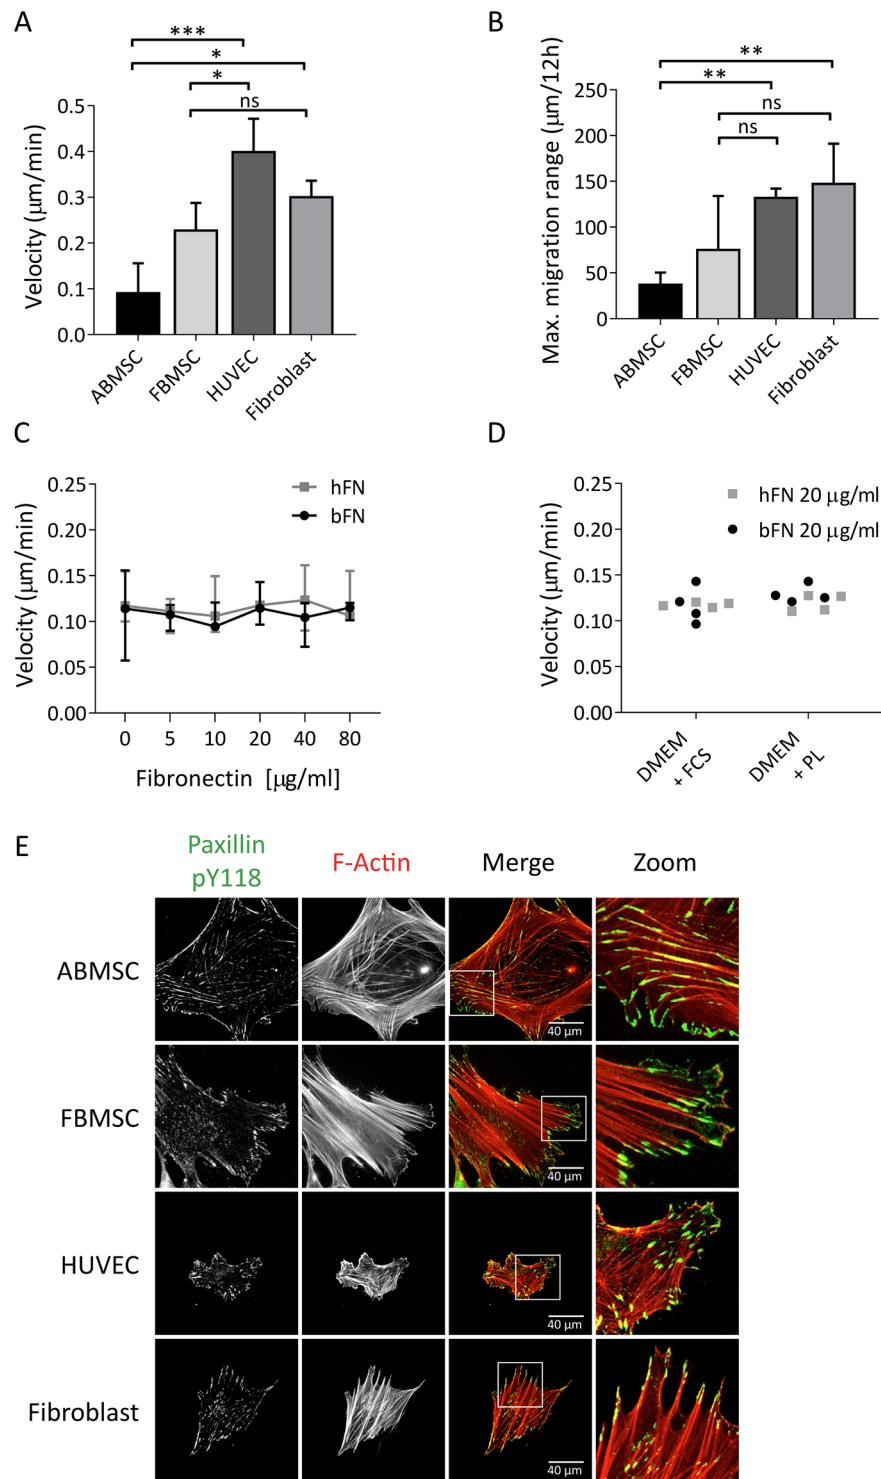 A
***
*
*
ns
Velocity (μm/min)
0.5
0.4
0.3
0.2
0.1
0.0
ABMSC
FBMSC
HUVEC
Fibroblast
B
**
**
ns
ns
Max. migration range (μm/12h)
250
200
150
100
50
0
ABMSC
FBMSC
HUVEC
Fibroblast
C
Velocity (μm/min)
0.25
0.20
0.15
0.10
0.05
0.00
hFN
bFN
0 5 10 20 40 80
Fibronectin [μg/ml]
D
Velocity (μm/min)
0.25
0.20
0.15
0.10
0.05
0.00
hFN 20 μg/ml
bFN 20 μg/ml
DMEM
+ FCS
DMEM
+ PL
E
Paxillin
pY118
F-Actin
Merge
Zoom
ABMSC
40 μm
FBMSC
40 μm
HUVEC
40 μm
Fibroblast
40 μm